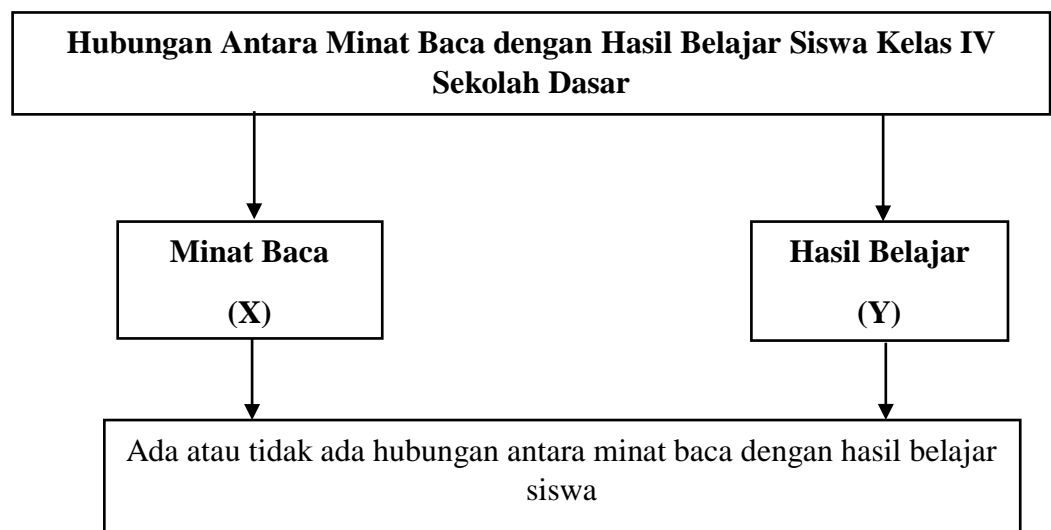 Hubungan Antara Minat Baca dengan Hasil Belajar Siswa Kelas IV
Sekolah Dasar
Minat Baca
(X)
Hasil Belajar
(Y)
Ada atau tidak ada hubungan antara minat baca dengan hasil belajar
siswa